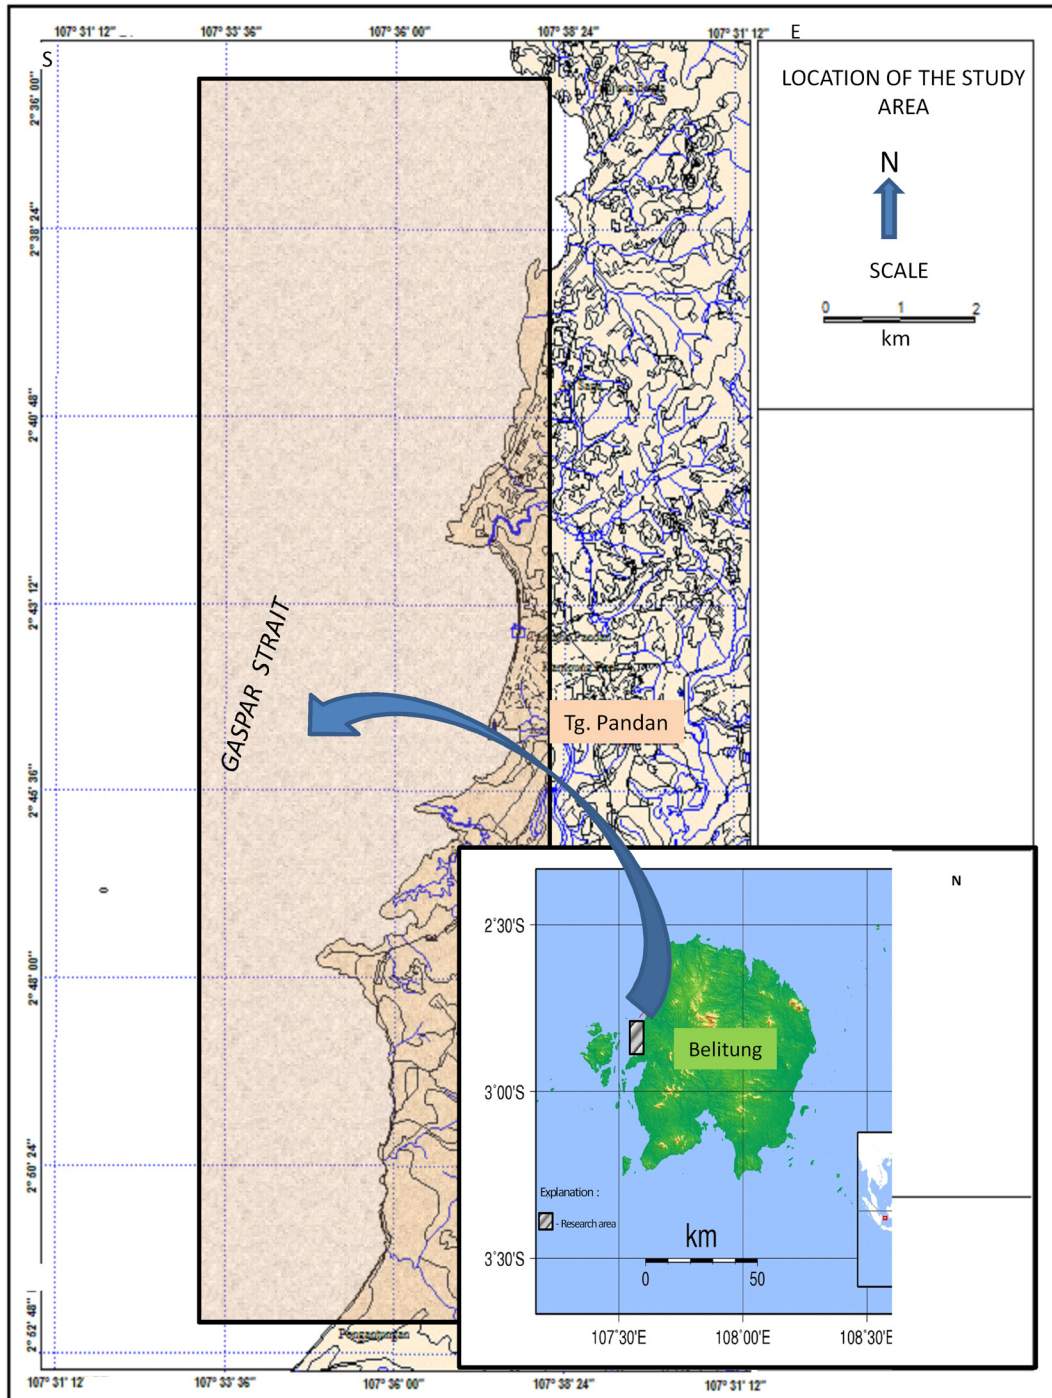 107° 31' 12"
107° 33' 36"
107° 36' 00"
107° 38' 24"
107° 31' 12"
E
S
2° 36' 00"
2° 38' 24"
2° 40' 48"
2° 43' 12"
2° 45' 36"
2° 48' 00"
2° 50' 24"
2° 52' 48"
LOCATION OF THE STUDY
AREA
N
SCALE
0 1 2
km
GASPAR STRAIT
Tg. Pandan
Pengantungan
0
N
2°30'S
3°00'S
3°30'S
Belitung
Explanation :
- Research area
km
0 50
107°30'E
108°00'E
108°30'E
107° 31' 12
107° 33' 36"
107° 36' 00"
107° 38' 24"
107° 31' 12"